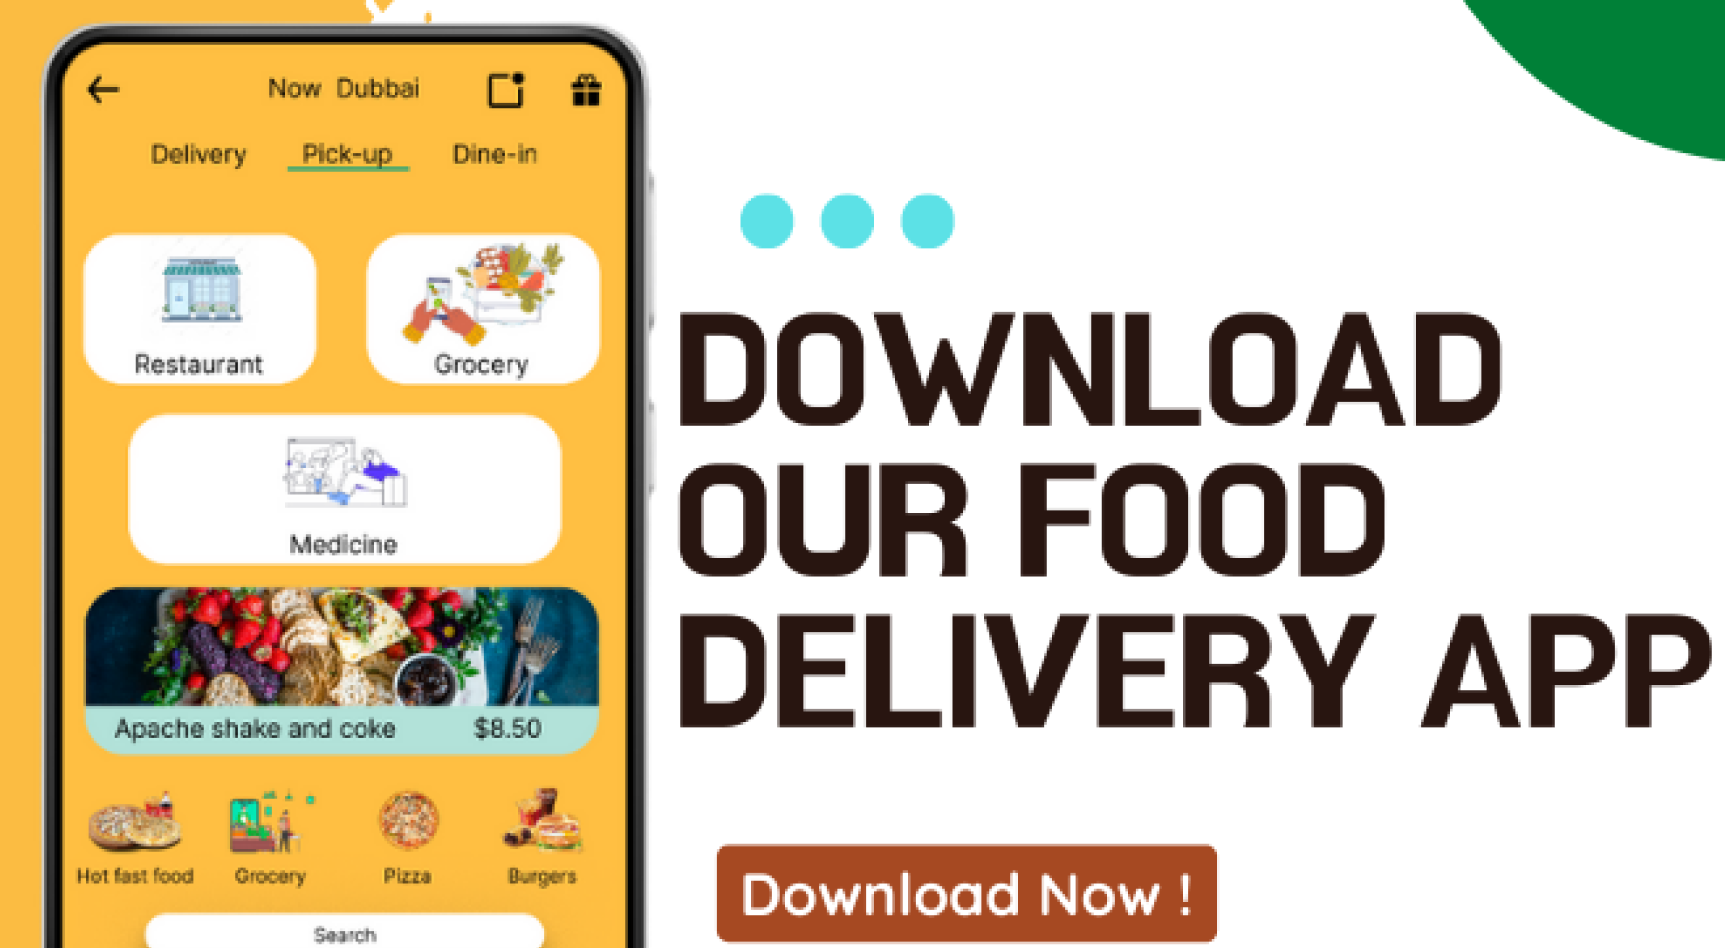 Now Dubbai
Delivery Pick-up Dine-in
Restaurant Grocery
Medicine
Apache shake and coke $8.50
Hot fast food Grocery Pizza Burgers
Search
DOWNLOAD
OUR FOOD
DELIVERY APP
Download Now !